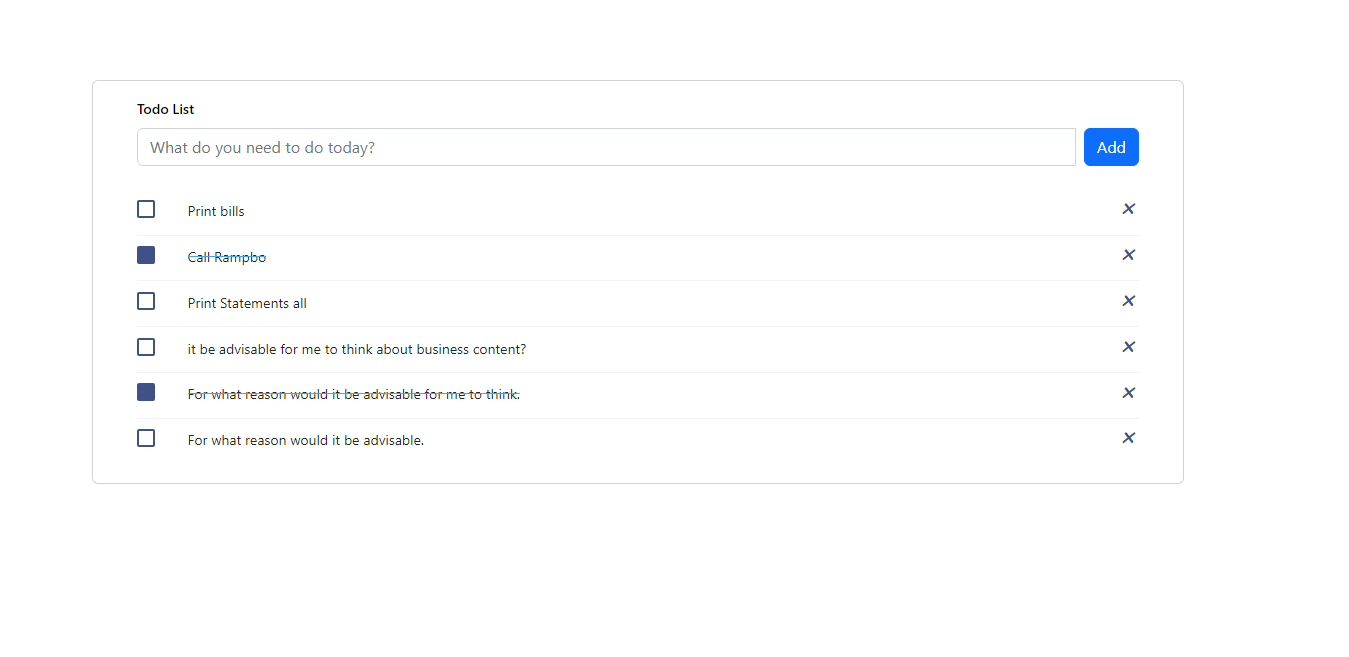 Todo List
What do you need to do today?
Add
Print bills
Call Rampbo
Print Statements all
it be advisable for me to think about business content?
For what reason would it be advisable for me to think.
For what reason would it be advisable.